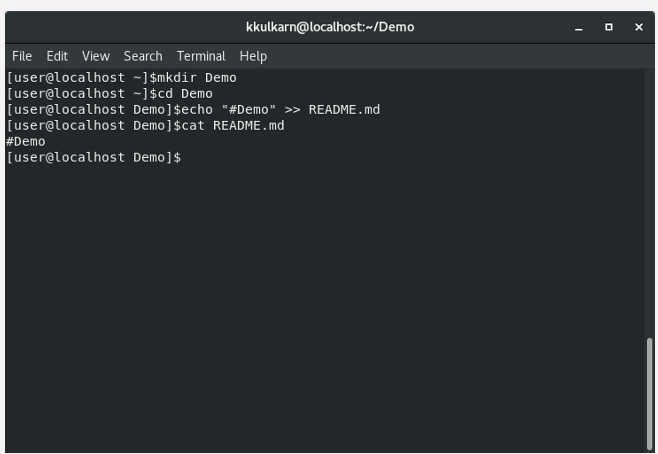 kkulkarn@localhost:~/Demo
File Edit View Search Terminal Help
[user@localhost ~]$mkdir Demo
[user@localhost ~]$cd Demo
[user@localhost Demo]$echo "#Demo" >> README.md
[user@localhost Demo]$cat README.md
#Demo
[user@localhost Demo]$